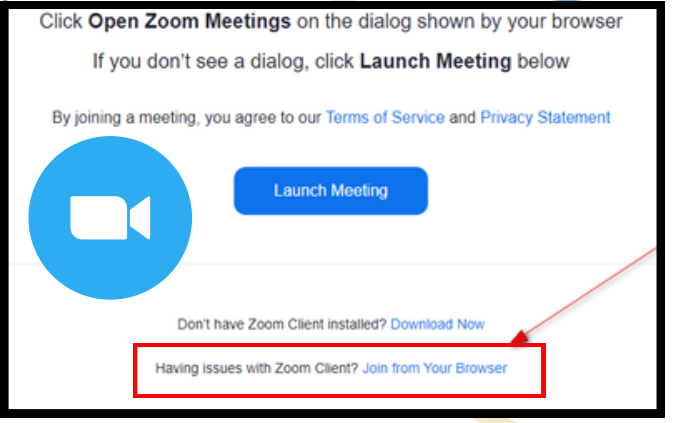 Click Open Zoom Meetings on the dialog shown by your browser
If you don't see a dialog, click Launch Meeting below
By joining a meeting, you agree to our Terms of Service and Privacy Statement
Launch Meeting
Don't have Zoom Client installed? Download Now
Having issues with Zoom Client? Join from Your Browser